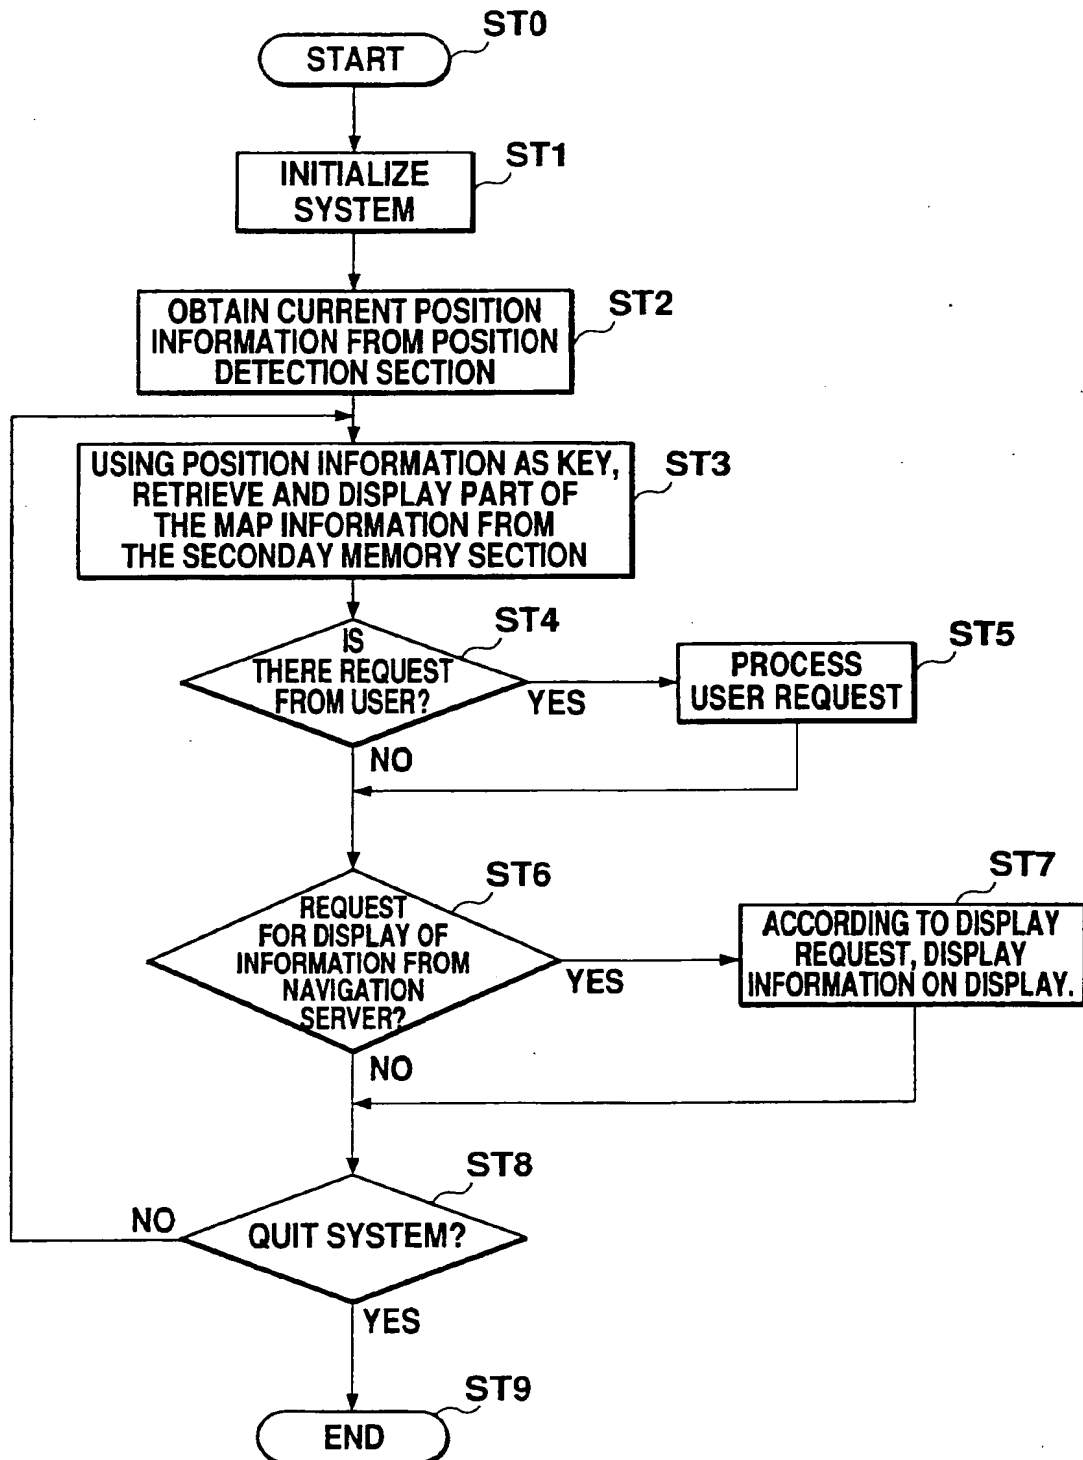 ST0
START
ST1
INITIALIZE
SYSTEM
ST2
OBTAIN CURRENT POSITION
INFORMATION FROM POSITION
DETECTION SECTION
ST3
USING POSITION INFORMATION AS KEY,
RETRIEVE AND DISPLAY PART OF
THE MAP INFORMATION FROM
THE SECONDAY MEMORY SECTION
ST4
IS
THERE REQUEST
FROM USER?
YES
NO
ST5
PROCESS
USER REQUEST
ST6
REQUEST
FOR DISPLAY OF
INFORMATION FROM
NAVIGATION
SERVER?
YES
NO
ST7
ACCORDING TO DISPLAY
REQUEST, DISPLAY
INFORMATION ON DISPLAY.
ST8
QUIT SYSTEM?
NO
YES
ST9
END